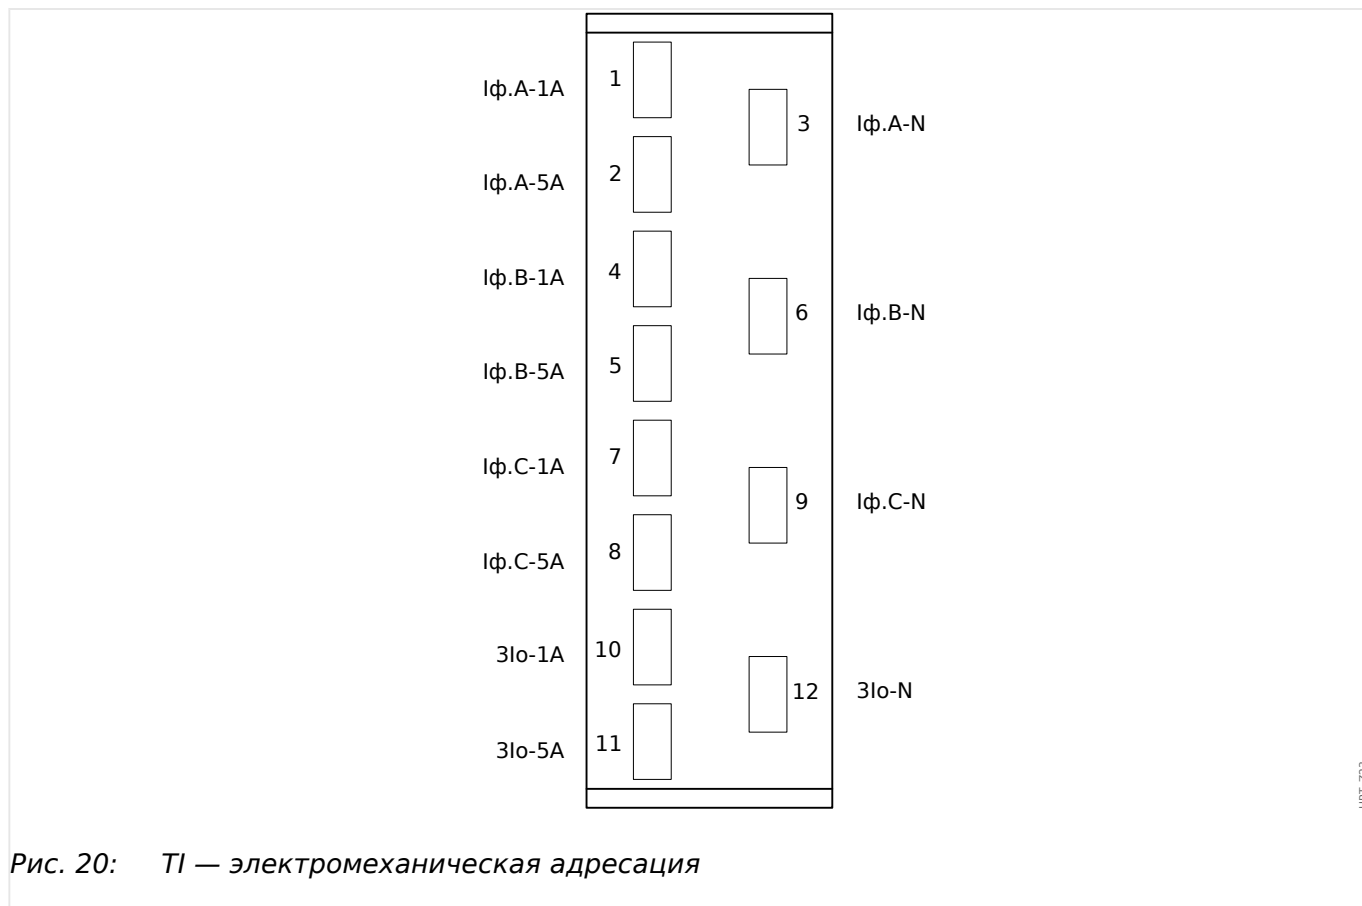 Iф.A-1A 1
3 Iф.A-N
Iф.A-5A 2
Iф.B-1A 4
6 Iф.B-N
Iф.B-5A 5
Iф.C-1A 7
9 Iф.C-N
Iф.C-5A 8
3Io-1A 10
12 3Io-N
3Io-5A 11
Рис. 20: TI — электромеханическая адресация